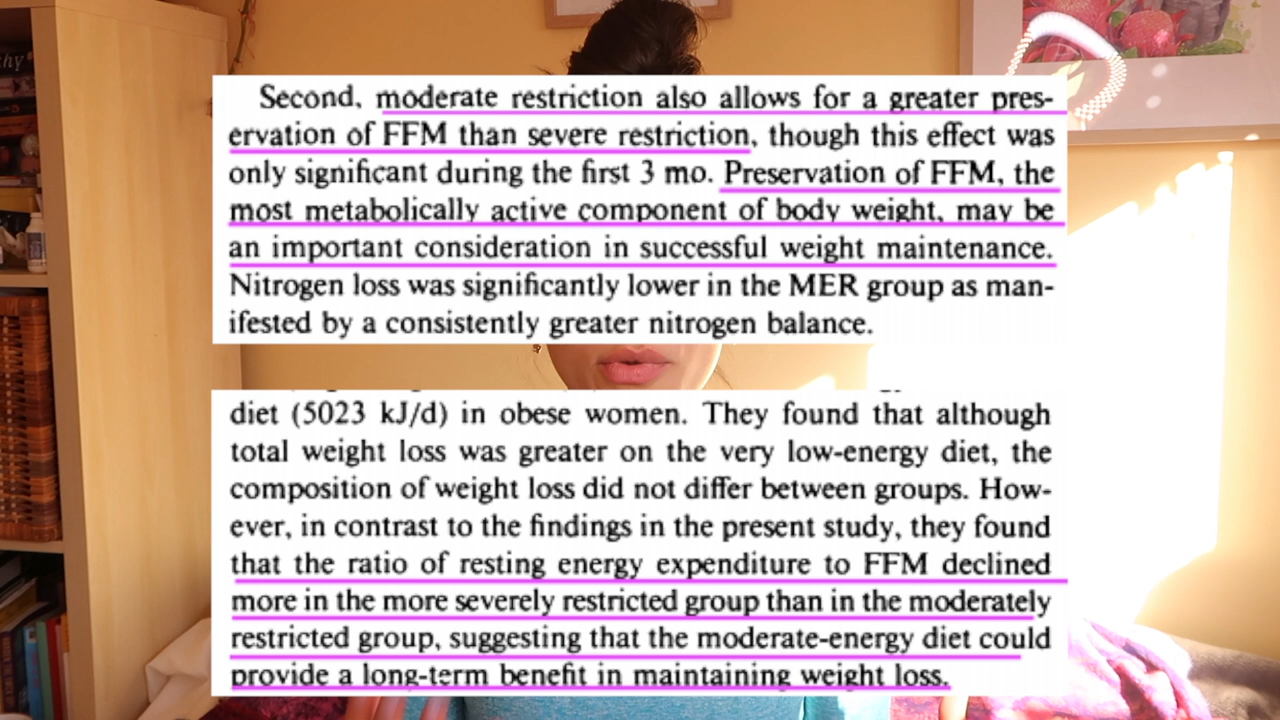 Second, moderate restriction also allows for a greater pres-
ervation of FFM than severe restriction, though this effect was
only significant during the first 3 mo. Preservation of FFM, the
most metabolically active component of body weight, may be
an important consideration in successful weight maintenance.
Nitrogen loss was significantly lower in the MER group as man-
ifested by a consistently greater nitrogen balance.
diet (5023 kJ/d) in obese women. They found that although
total weight loss was greater on the very low-energy diet, the
composition of weight loss did not differ between groups. How-
ever, in contrast to the findings in the present study, they found
that the ratio of resting energy expenditure to FFM declined
more in the more severely restricted group than in the moderately
restricted group, suggesting that the moderate-energy diet could
provide a long-term benefit in maintaining weight loss.